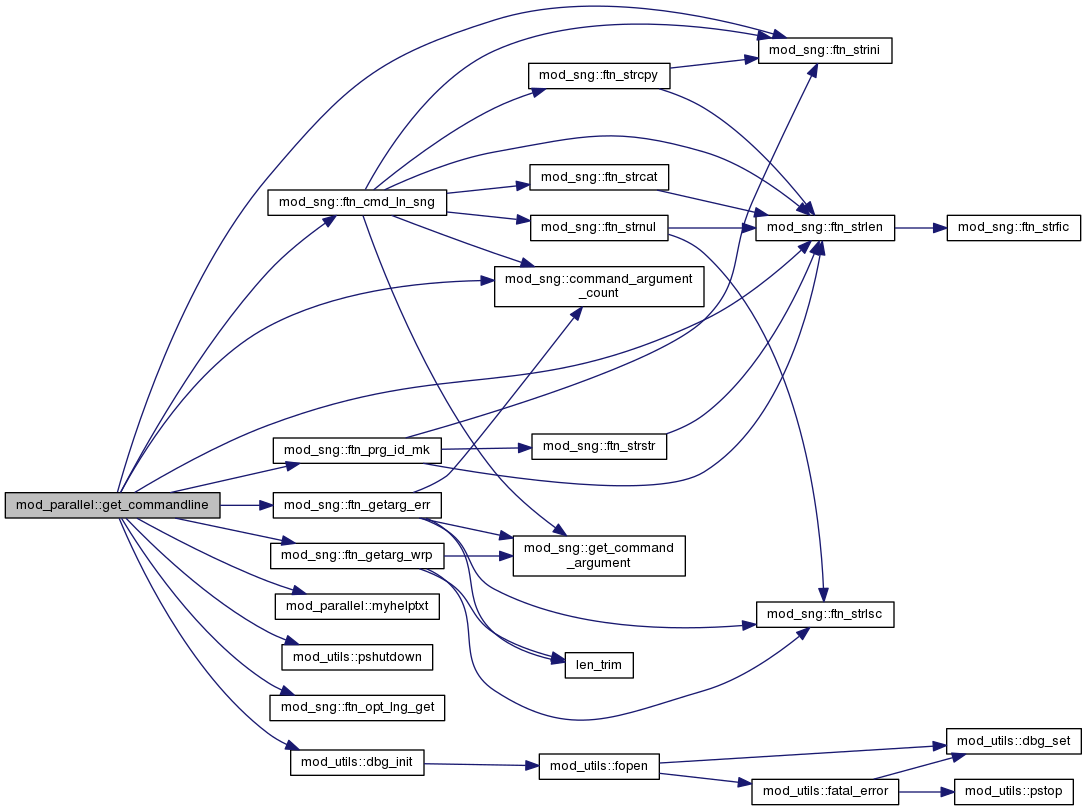 mod_sng::ftn_strini
mod_sng::ftn_strcpy
mod_sng::ftn_strcat
mod_sng::ftn_cmd_ln_sng
mod_sng::ftn_strnul
mod_sng::ftn_strlen
mod_sng::ftn_strfic
mod_sng::command_argument
_count
mod_sng::ftn_prg_id_mk
mod_sng::ftn_strstr
mod_parallel::get_commandline
mod_sng::ftn_getarg_err
mod_sng::ftn_getarg_wrp
mod_sng::get_command
_argument
mod_parallel::myhelptxt
mod_sng::ftn_strlsc
mod_utils::pshutdown
len_trim
mod_sng::ftn_opt_lng_get
mod_utils::dbg_init
mod_utils::fopen
mod_utils::dbg_set
mod_utils::fatal_error
mod_utils::pstop